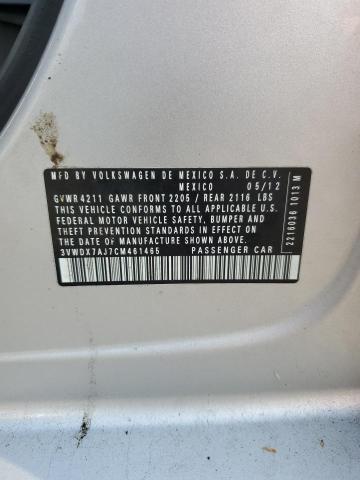 MFD BY VOLKSWAGEN DE MEXICO S.A. DE C.V.
MEXICO 05/12
GVWR4211 GAWR FRONT 2205 / REAR 2116 LBS
THIS VEHICLE CONFORMS TO ALL APPLICABLE
FEDERAL MOTOR VEHICLE SAFETY, BUMPER AND
THEFT PREVENTION STANDARDS IN EFFECT ON THE
DATE OF MANUFACTURE SHOWN ABOVE.
3VWDX7AJ7CM461465 PASSENGER CAR
2216036 1013 M